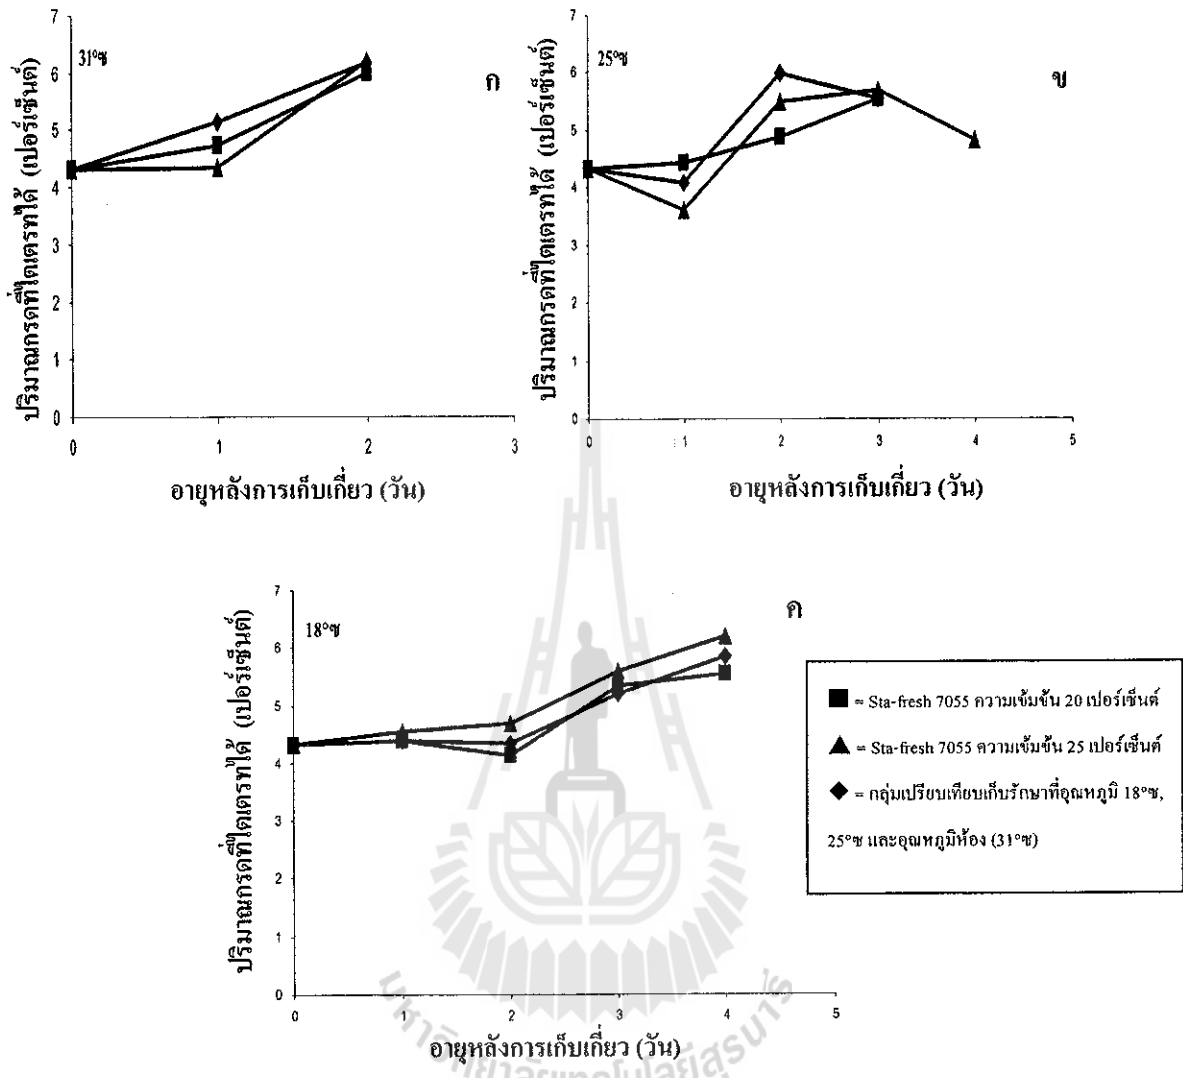 31°ซ
ก
ปริมาณกรดที่ไตเตรทได้ (เปอร์เซ็นต์)
7
6
5
4
3
2
1
0
0 1 2 3
อายุหลังการเก็บเกี่ยว (วัน)
25°ซ
ข
ปริมาณกรดที่ไตเตรทได้ (เปอร์เซ็นต์)
7
6
5
4
3
2
1
0
0 1 2 3 4 5
อายุหลังการเก็บเกี่ยว (วัน)
18°ซ
ค
ปริมาณกรดที่ไตเตรทได้ (เปอร์เซ็นต์)
7
6
5
4
3
2
1
0
0 1 2 3 4 5
อายุหลังการเก็บเกี่ยว (วัน)
■ = Sta-fresh 7055 ความเข้มข้น 20 เปอร์เซ็นต์
▲ = Sta-fresh 7055 ความเข้มข้น 25 เปอร์เซ็นต์
◆ = กลุ่มเปรียบเทียบเก็บรักษาที่อุณหภูมิ 18°ซ,
25°ซ และอุณหภูมิห้อง (31°ซ)